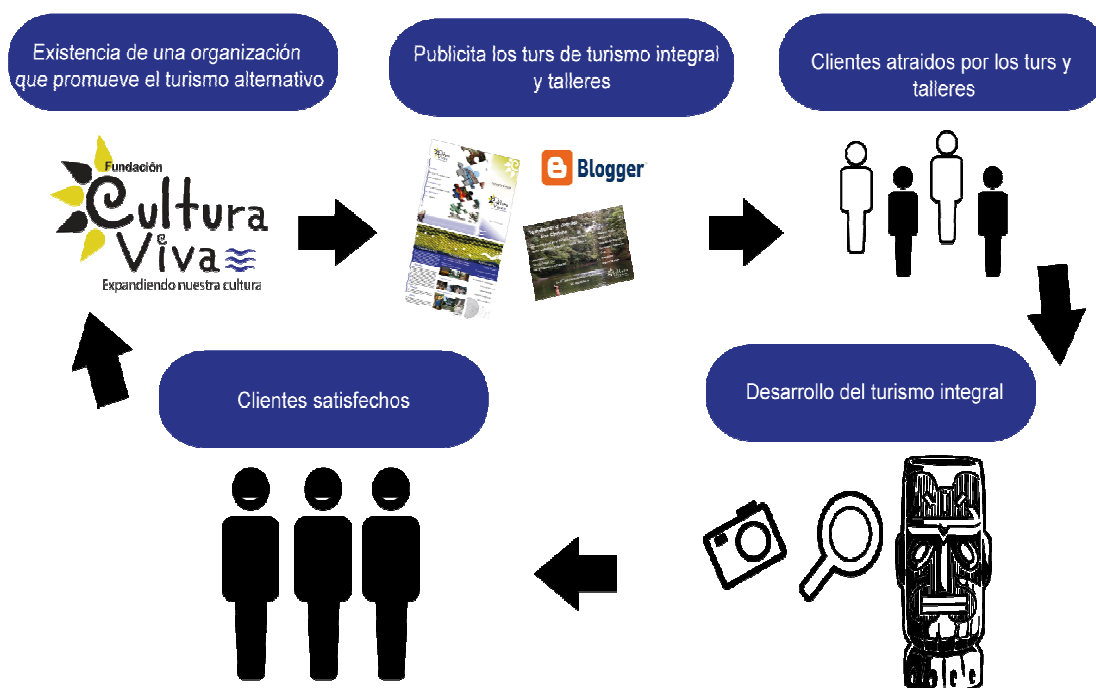 Existencia de una organización
que promueve el turismo alternativo
Publicita los turs de turismo integral
y talleres
Clientes atraidos por los turs y
talleres
Fundación
Cultura
Viva
Expandiendo nuestra cultura
Blogger
Clientes satisfechos
Desarrollo del turismo integral